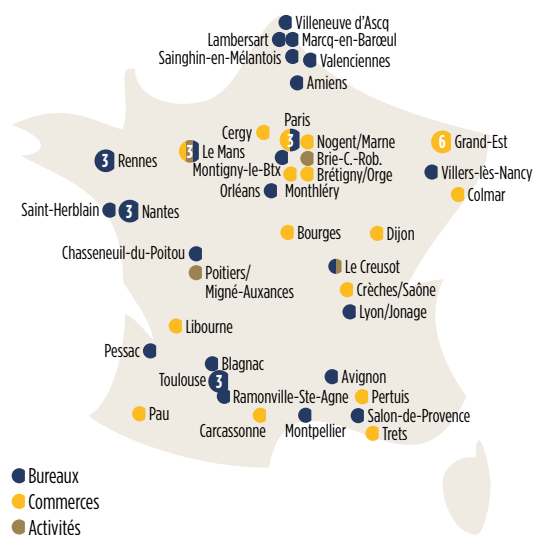 Villeneuve d'Ascq
Lambersart
Marcq-en-Barœul
Sainghin-en-Mélantois
Valenciennes
Amiens
Paris
Cergy
3
Nogent/Marne
6
Grand-Est
3
Le Mans
3
Rennes
Montigny-le-Btx
Brie-C.-Rob.
Brétigny/Orge
Villers-lès-Nancy
Orléans
Monthléry
Colmar
Saint-Herblain
3
Nantes
Bourges
Dijon
Chasseneuil-du-Poitou
Le Creusot
Poitiers/
Migné-Auxances
Crèches/Saône
Lyon/Jonage
Libourne
Pessac
Blagnac
Toulouse
3
Avignon
Ramonville-Ste-Agne
Pertuis
Pau
Carcassonne
Montpellier
Salon-de-Provence
Trets
Bureaux
Commerces
Activités